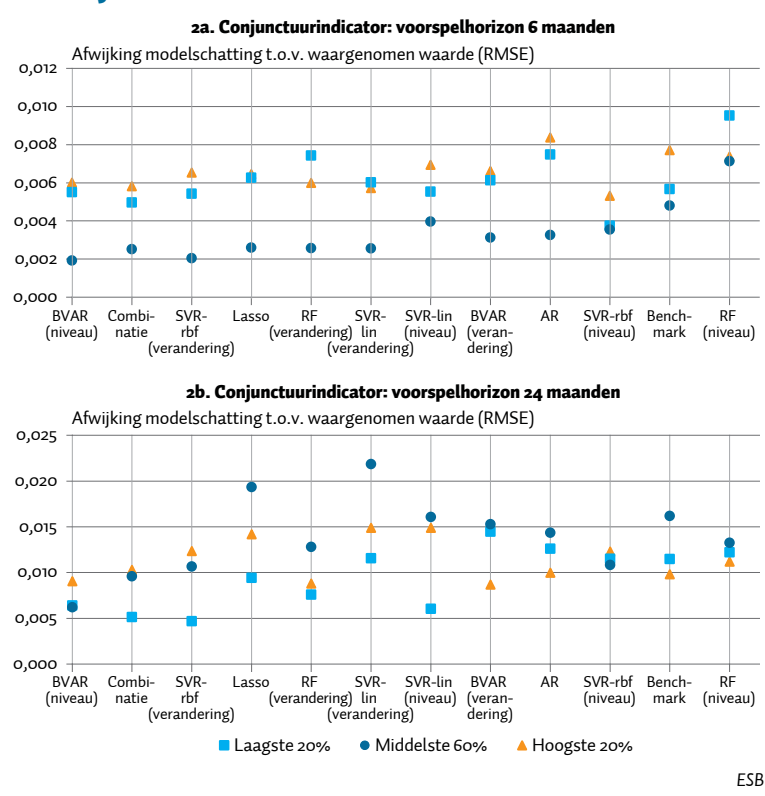 2a. Conjunctuurindicator: voorspelhorizon 6 maanden
Afwijking modelschatting t.o.v. waargenomen waarde (RMSE)
0,012
0,010
0,008
0,006
0,004
0,002
0,000
BVAR (niveau)
Combi-natie
SVR-rbf (verandering)
Lasso
RF (verandering)
SVR-lin (verandering)
SVR-lin (niveau)
BVAR (veran-dering)
AR
SVR-rbf (niveau)
Bench-mark
RF (niveau)
2b. Conjunctuurindicator: voorspelhorizon 24 maanden
Afwijking modelschatting t.o.v. waargenomen waarde (RMSE)
0,025
0,020
0,015
0,010
0,005
0,000
BVAR (niveau)
Combi-natie
SVR-rbf (verandering)
Lasso
RF (verandering)
SVR-lin (verandering)
SVR-lin (niveau)
BVAR (veran-dering)
AR
SVR-rbf (niveau)
Bench-mark
RF (niveau)
Laagste 20% Middelste 60% Hoogste 20%
ESB